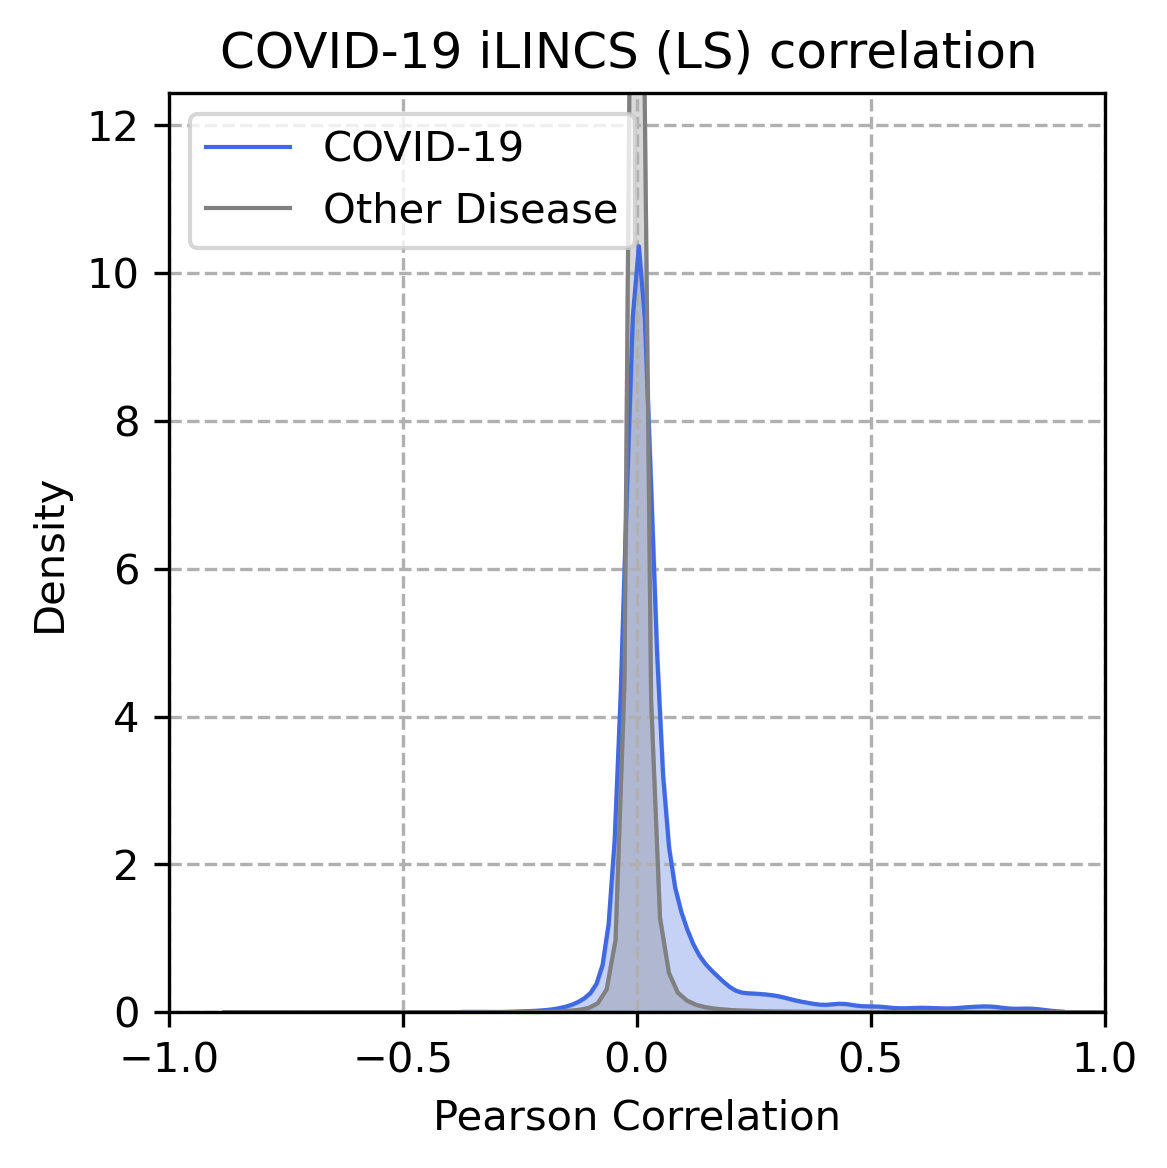 COVID-19 iLINCS (LS) correlation
COVID-19
Other Disease
12
10
8
6
4
2
0
Density
−1.0 −0.5 0.0 0.5 1.0
Pearson Correlation